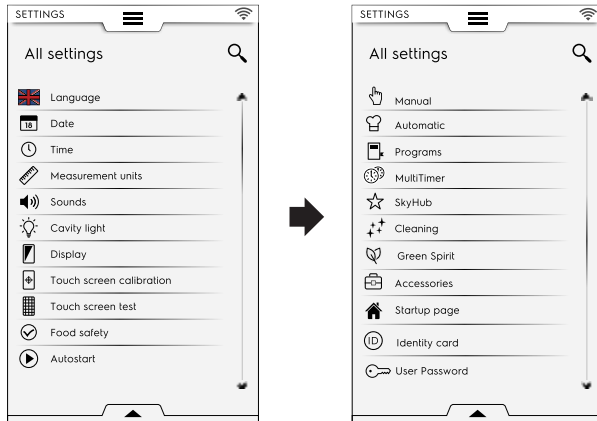 SETTINGS
All settings
Language
18
Date
Time
Measurement units
Sounds
Cavity light
Display
Touch screen calibration
Touch screen test
Food safety
Autostart
SETTINGS
All settings
Manual
Automatic
Programs
MultiTimer
SkyHub
Cleaning
Green Spirit
Accessories
Startup page
ID Identity card
User Password